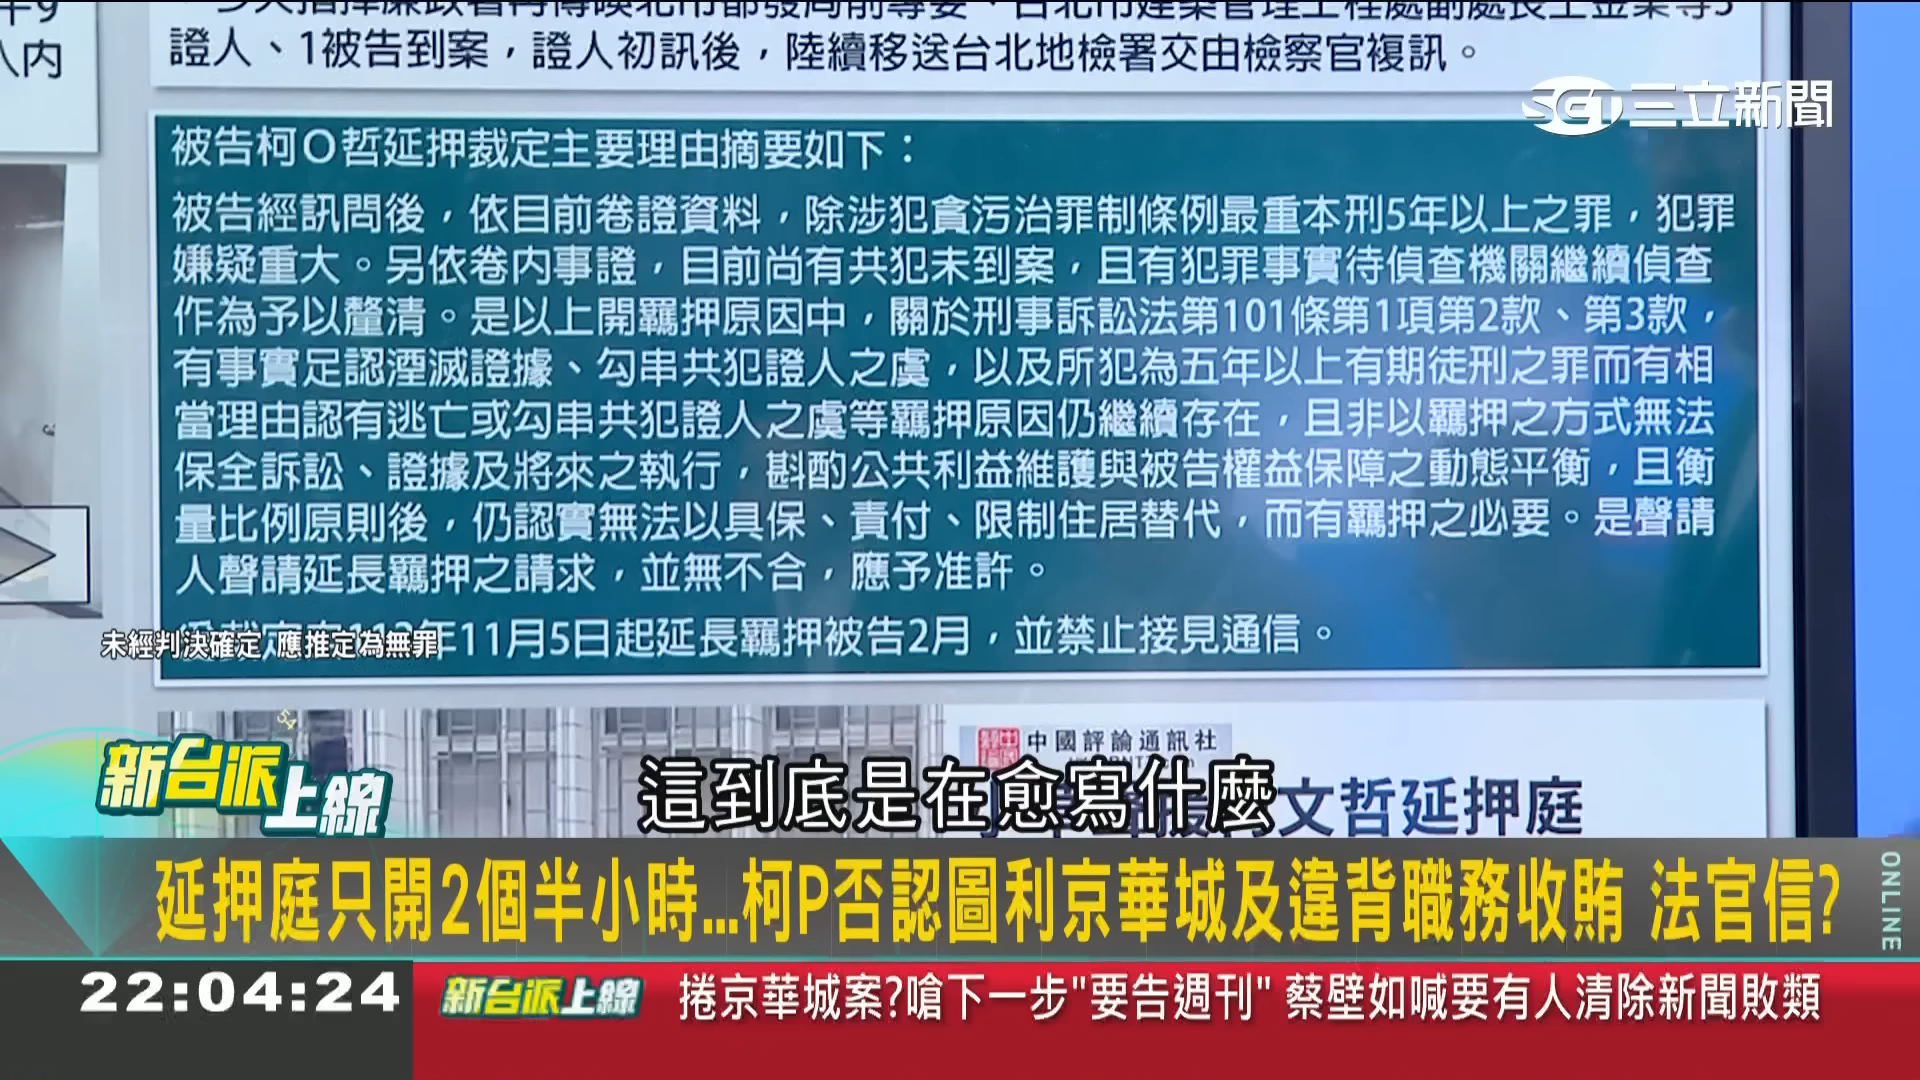 證人、1被告到案，證人初訊後，陸續移送台北地檢署交由檢察官複訊。
年9
人內
SET 三立新聞
被告柯O哲延押裁定主要理由摘要如下：
被告經訊問後，依目前卷證資料，除涉犯貪污治罪制條例最重本刑5年以上之罪，犯罪
嫌疑重大。另依卷內事證，目前尚有共犯未到案，且有犯罪事實待偵查機關繼續偵查
作為予以釐清。是以上開羈押原因中，關於刑事訴訟法第101條第1項第2款、第3款，
有事實足認湮滅證據、勾串共犯證人之虞，以及所犯為五年以上有期徒刑之罪而有相
當理由認有逃亡或勾串共犯證人之虞等羈押原因仍繼續存在，且非以羈押之方式無法
保全訴訟、證據及將來之執行，斟酌公共利益維護與被告權益保障之動態平衡，且衡
量比例原則後，仍認實無法以具保、責付、限制住居替代，而有羈押之必要。是聲請
人聲請延長羈押之請求，並無不合，應予准許。
年11月5日起延長羈押被告2月，並禁止接見通信。
未經判決確定 應推定為無罪
中國評論通訊社
文哲延押庭
新台派上線
這到底是在愈寫什麼
延押庭只開2個半小時...柯P否認圖利京華城及違背職務收賄 法官信?
ONLINE
22:04:24
新台派上線
捲京華城案?嗆下一步"要告週刊" 蔡壁如喊要有人清除新聞敗類